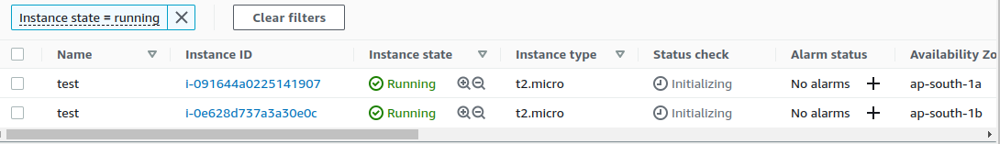 Instance state = running Clear filters
Name Instance ID Instance state Instance type Status check Alarm status Availability Zo
test i-091644a0225141907 Running t2.micro Initializing No alarms ap-south-1a
test i-0e628d737a3a30e0c Running t2.micro Initializing No alarms ap-south-1b